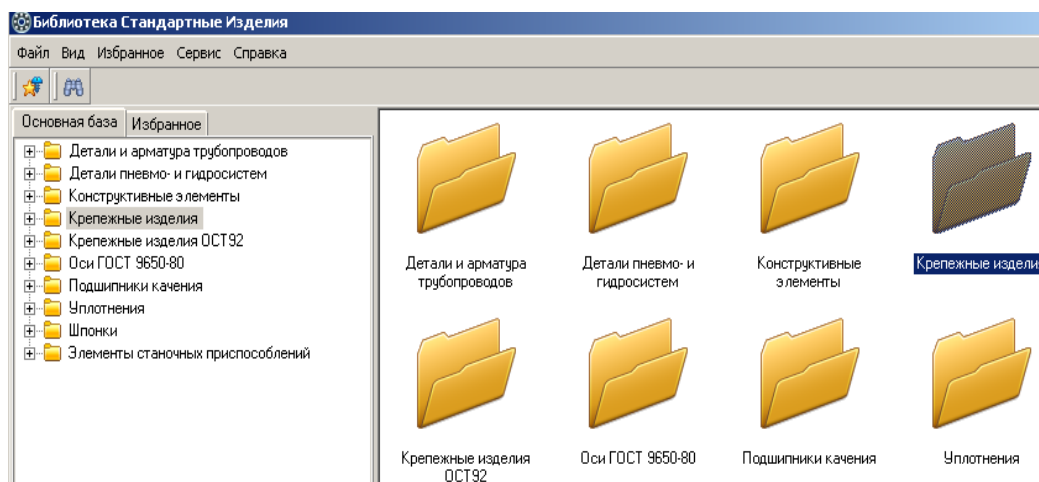 Библиотека Стандартные Изделия
Файл Вид Избранное Сервис Справка
Основная база Избранное
Детали и арматура трубопроводов
Детали пневмо- и гидросистем
Конструктивные элементы
Крепежные изделия
Крепежные изделия ОСТ92
Оси ГОСТ 9650-80
Подшипники качения
Уплотнения
Шпонки
Элементы станочных приспособлений
Детали и арматура
трубопроводов
Детали пневмо- и
гидросистем
Конструктивные
элементы
Крепежные изделия
Крепежные изделия
ОСТ92
Оси ГОСТ 9650-80
Подшипники качения
Уплотнения